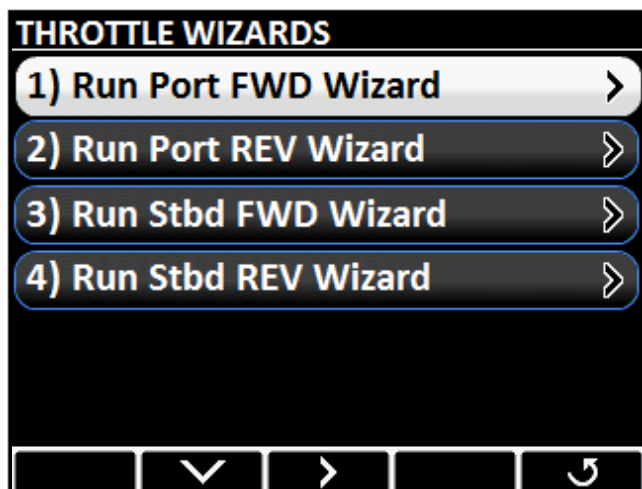 THROTTLE WIZARDS
1) Run Port FWD Wizard
2) Run Port REV Wizard
3) Run Stbd FWD Wizard
4) Run Stbd REV Wizard